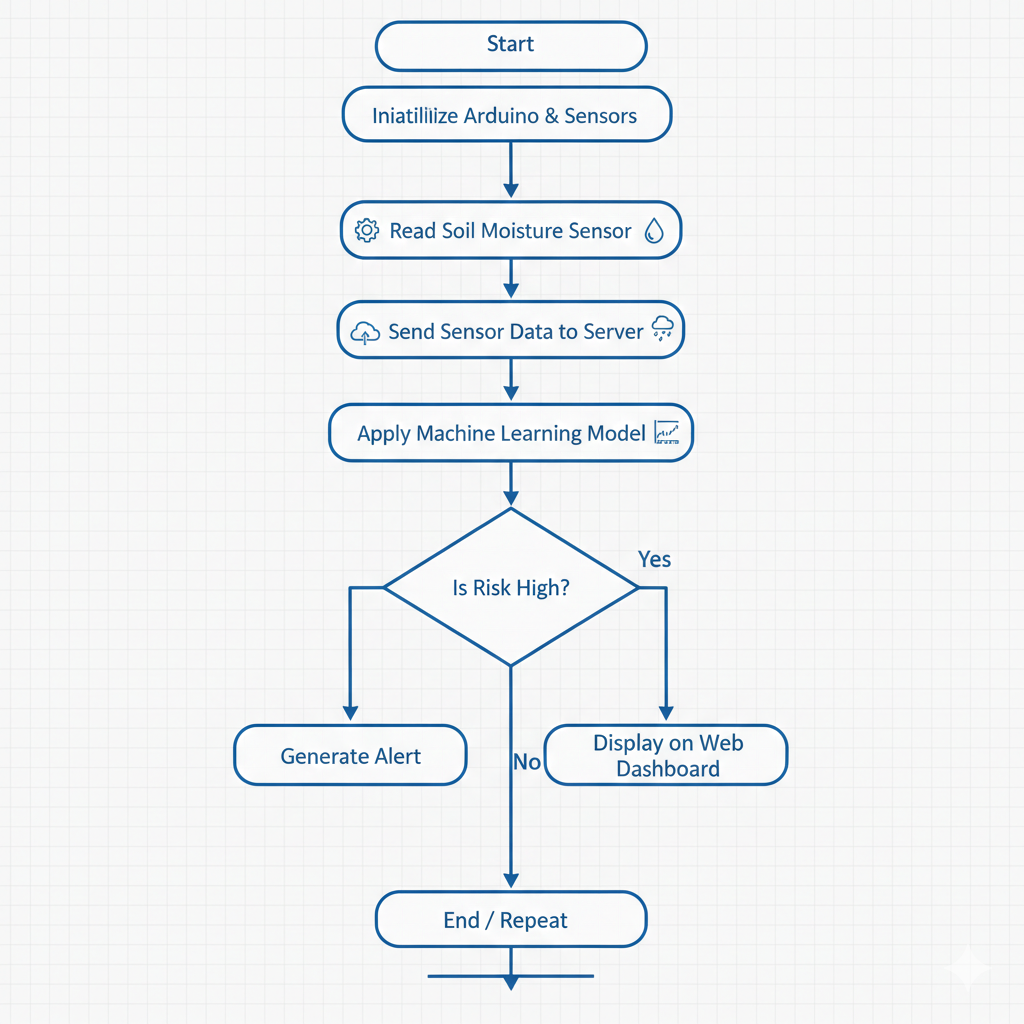 Start
Iniatillize Arduino & Sensors
Read Soil Moisture Sensor
Send Sensor Data to Server
Apply Machine Learning Model
Yes
Is Risk High?
Generate Alert
No
Display on Web
Dashboard
End / Repeat